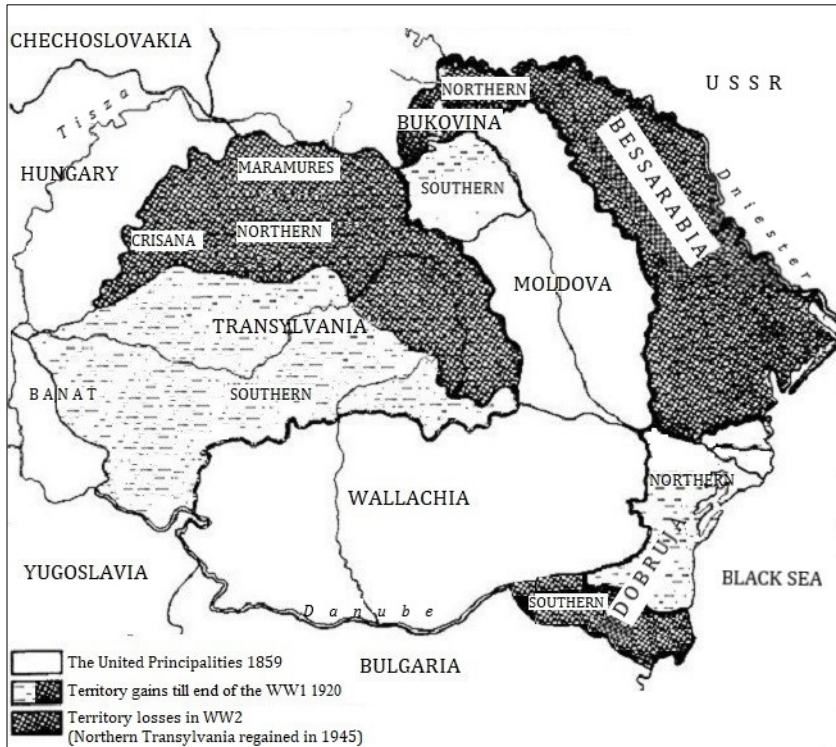 CHECHOSLOVAKIA
USSR
NORTHERN
Tisza
BUKOVINA
BESSARABIA
HUNGARY
MARAMURES
SOUTHERN
Dniester
CRISANA
NORTHERN
MOLDOVA
TRANSYLVANIA
BANAT
SOUTHERN
NORTHERN
WALLACHIA
DOBRUJA
YUGOSLAVIA
BLACK SEA
SOUTHERN
Danube
BULGARIA
The United Principalities 1859
Territory gains till end of the WW1 1920
Territory losses in WW2
(Northern Transylvania regained in 1945)